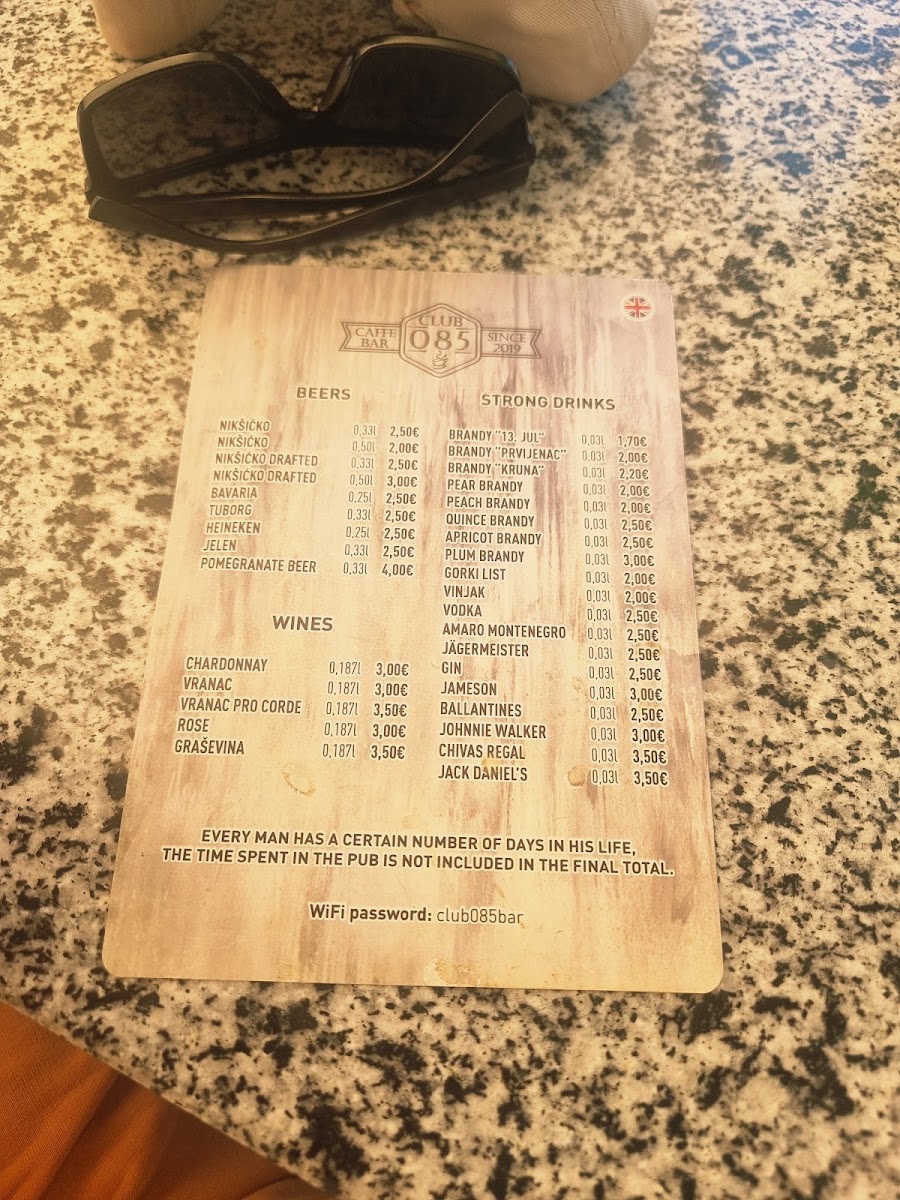 CAFFE BAR
CLUB 085
SINCE 2019
BEERS
NIKŠIĆKO 0,33l 2,50€
NIKŠIĆKO 0,50l 2,00€
NIKŠIĆKO DRAFTED 0,33l 2,50€
NIKŠIĆKO DRAFTED 0,50l 3,00€
BAVARIA 0,25l 2,50€
TUBORG 0,33l 2,50€
HEINEKEN 0,25l 2,50€
JELEN 0,33l 2,50€
POMEGRANATE BEER 0,33l 4,00€
WINES
CHARDONNAY 0,187l 3,00€
VRANAC 0,187l 3,00€
VRANAC PRO CORDE 0,187l 3,50€
ROSE 0,187l 3,00€
GRAŠEVINA 0,187l 3,50€
STRONG DRINKS
BRANDY "13. JUL" 0,03l 1,70€
BRANDY "PRVIJENAC" 0,03l 2,00€
BRANDY "KRUNA" 0,03l 2,20€
PEAR BRANDY 0,03l 2,00€
PEACH BRANDY 0,03l 2,00€
QUINCE BRANDY 0,03l 2,50€
APRICOT BRANDY 0,03l 2,50€
PLUM BRANDY 0,03l 3,00€
GORKI LIST 0,03l 2,00€
VINJAK 0,03l 2,00€
VODKA 0,03l 2,50€
AMARO MONTENEGRO 0,03l 2,50€
JÄGERMEISTER 0,03l 2,50€
GIN 0,03l 2,50€
JAMESON 0,03l 3,00€
BALLANTINES 0,03l 2,50€
JOHNNIE WALKER 0,03l 3,00€
CHIVAS REGAL 0,03l 3,50€
JACK DANIEL'S 0,03l 3,50€
EVERY MAN HAS A CERTAIN NUMBER OF DAYS IN HIS LIFE,
THE TIME SPENT IN THE PUB IS NOT INCLUDED IN THE FINAL TOTAL.
WiFi password: club085bar